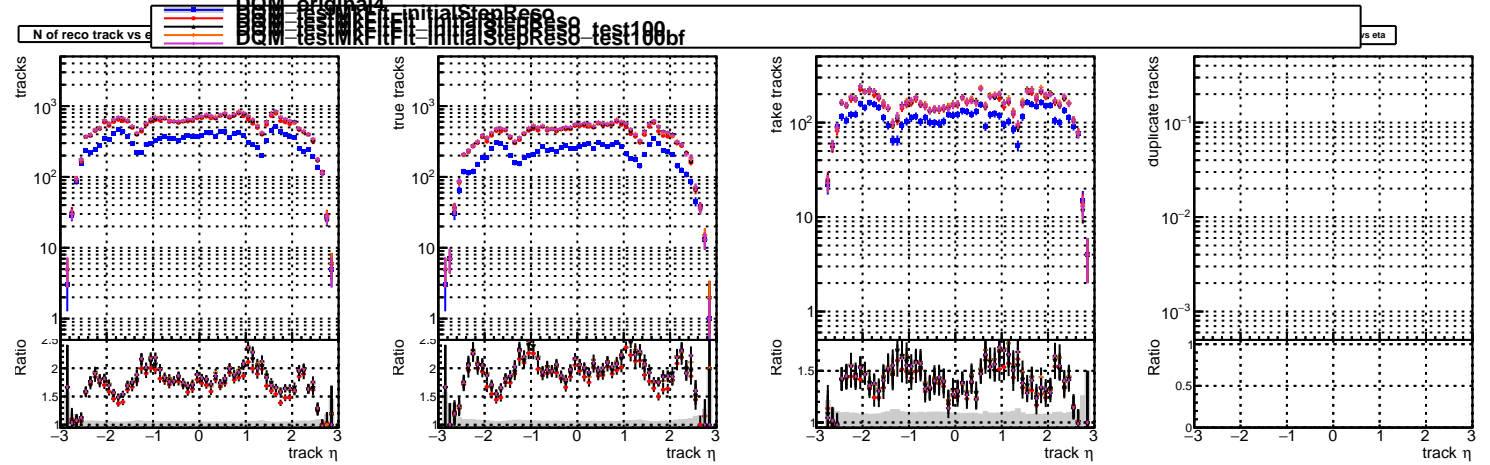 DQM_original4
DQM_testMkFitFit_initialStepReso
DQM_testMkFitFit_initialStepReso_test100
DQM_testMkFitFit_initialStepReso_test100bf
N of reco track vs e
vs eta
tracks
10³
10²
10
1
Ratio
2.5
2
1.5
1
−3 −2 −1 0 1 2 3
track η
true tracks
10³
10²
10
1
Ratio
2.5
2
1.5
1
−3 −2 −1 0 1 2 3
track η
fake tracks
10²
10
1
Ratio
1.5
1
−3 −2 −1 0 1 2 3
track η
duplicate tracks
10⁻¹
10⁻²
10⁻³
Ratio
1
0.5
0
−3 −2 −1 0 1 2 3
track η